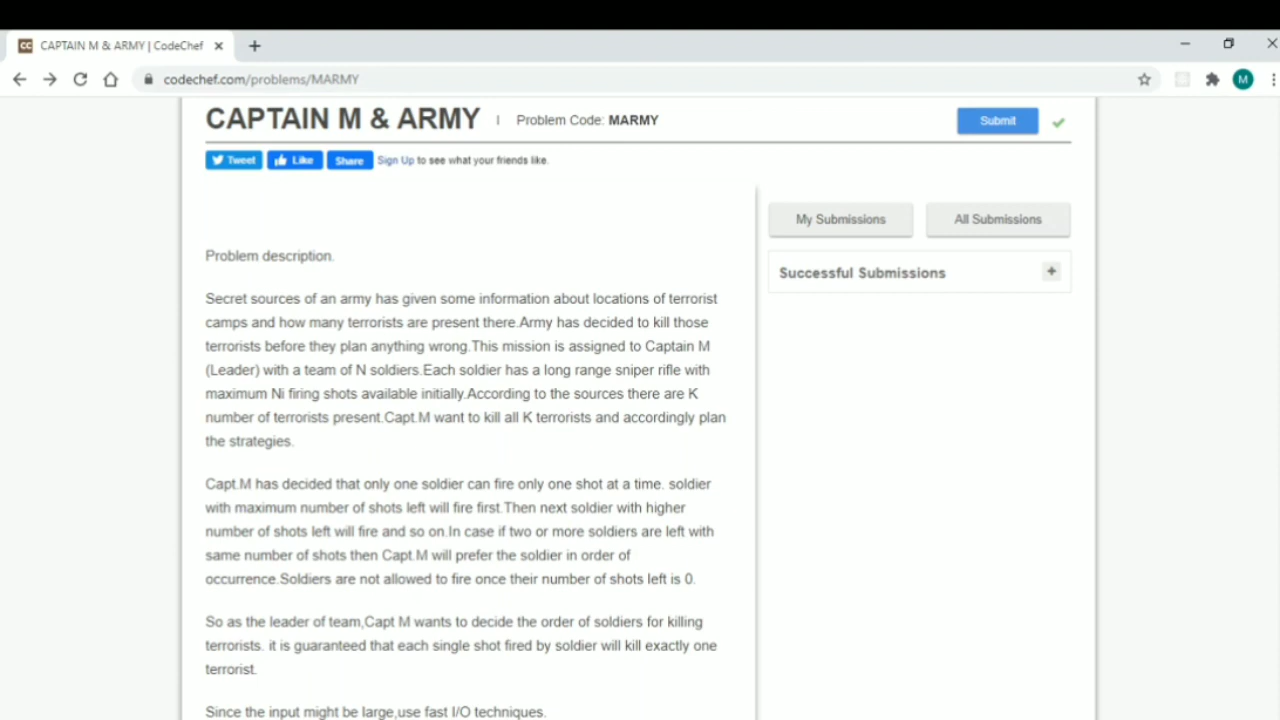 CC CAPTAIN M & ARMY | CodeChef
codechef.com/problems/MARMY
M
CAPTAIN M & ARMY | Problem Code: MARMY Submit
Tweet Like Share Sign Up to see what your friends like.
My Submissions All Submissions
Successful Submissions
Problem description.
Secret sources of an army has given some information about locations of terrorist
camps and how many terrorists are present there.Army has decided to kill those
terrorists before they plan anything wrong.This mission is assigned to Captain M
(Leader) with a team of N soldiers.Each soldier has a long range sniper rifle with
maximum Ni firing shots available initially.According to the sources there are K
number of terrorists present.Capt.M want to kill all K terrorists and accordingly plan
the strategies.
Capt.M has decided that only one soldier can fire only one shot at a time. soldier
with maximum number of shots left will fire first.Then next soldier with higher
number of shots left will fire and so on.In case if two or more soldiers are left with
same number of shots then Capt.M will prefer the soldier in order of
occurrence.Soldiers are not allowed to fire once their number of shots left is 0.
So as the leader of team,Capt M wants to decide the order of soldiers for killing
terrorists. it is guaranteed that each single shot fired by soldier will kill exactly one
terrorist.
Since the input might be large,use fast I/O techniques.